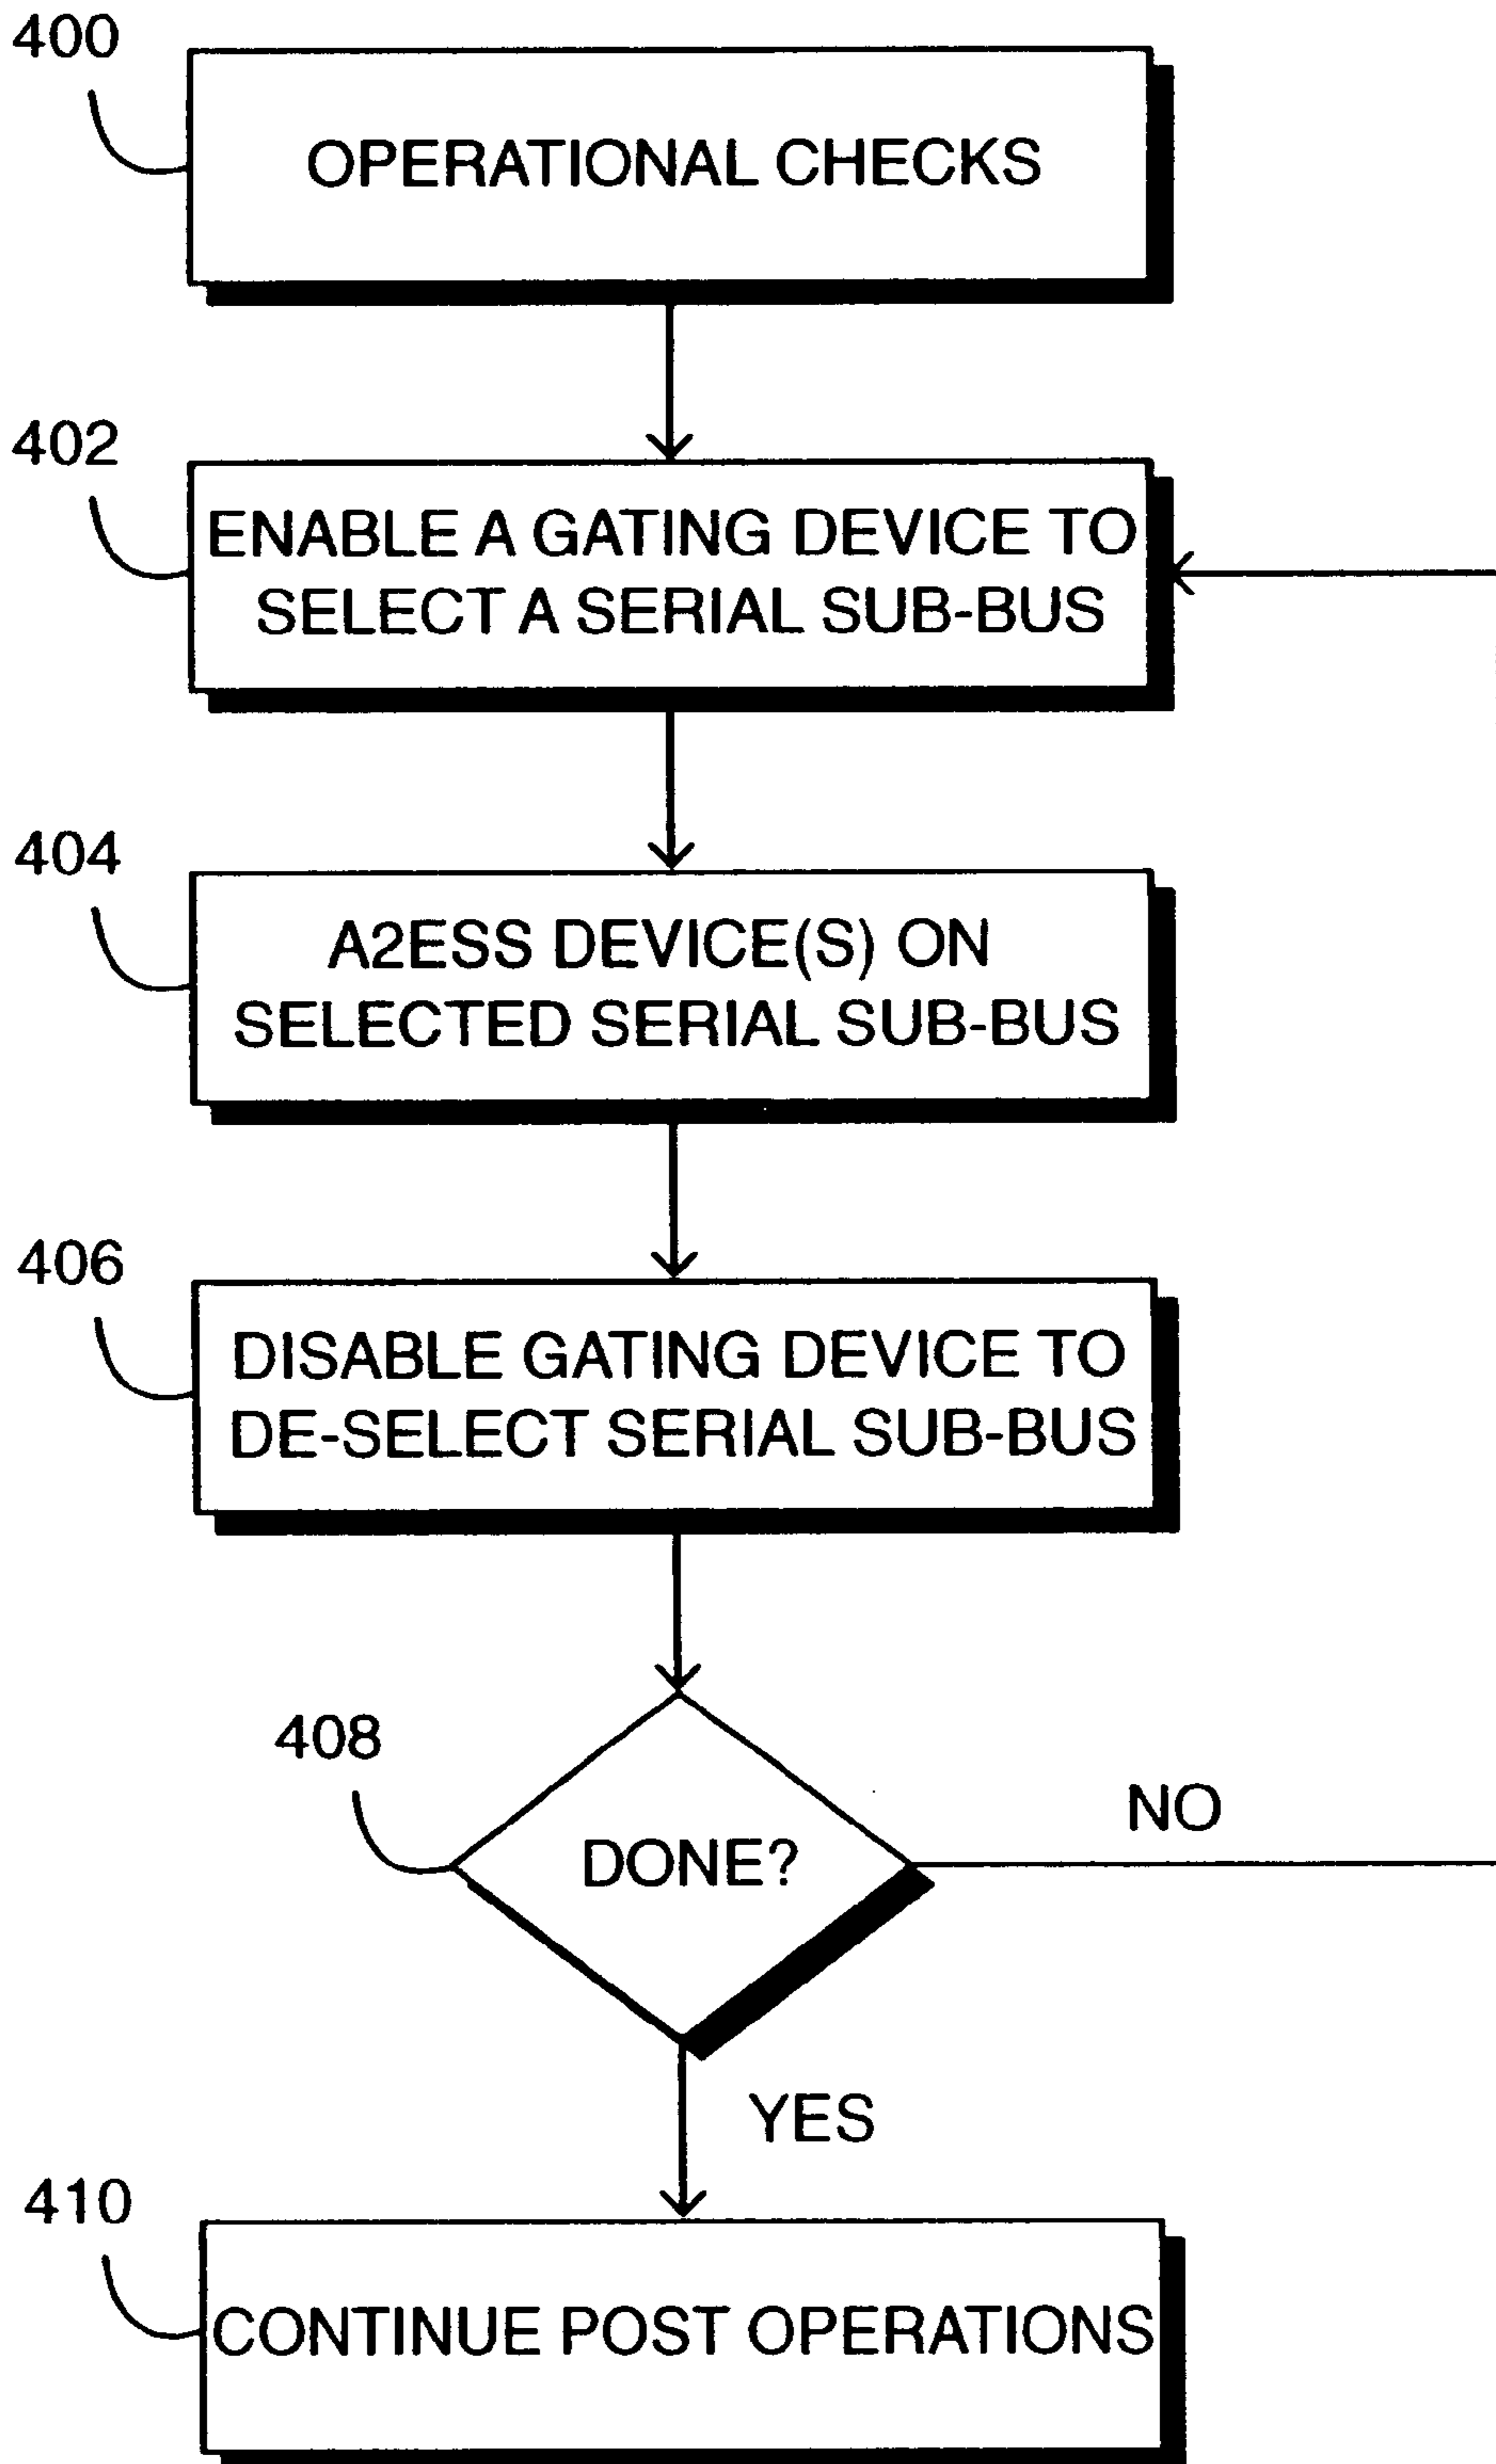 400
OPERATIONAL CHECKS
402
ENABLE A GATING DEVICE TO
SELECT A SERIAL SUB-BUS
404
A2ESS DEVICE(S) ON
SELECTED SERIAL SUB-BUS
406
DISABLE GATING DEVICE TO
DE-SELECT SERIAL SUB-BUS
408
DONE?
NO
YES
410
CONTINUE POST OPERATIONS